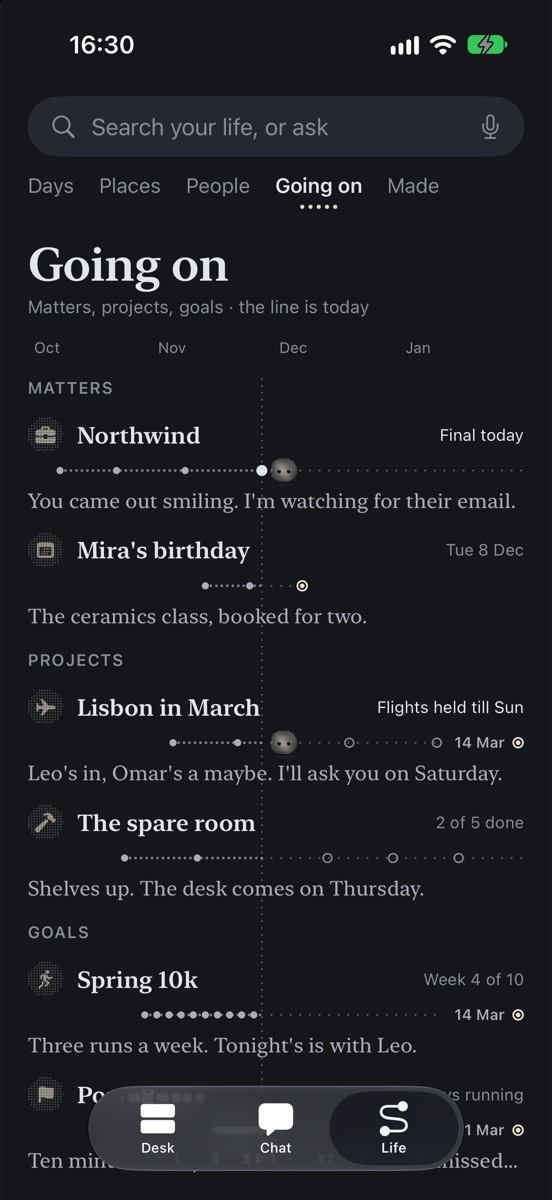 16:30
Search your life, or ask
Days Places People Going on Made
Going on
Matters, projects, goals · the line is today
Oct Nov Dec Jan
MATTERS
Northwind Final today
You came out smiling. I'm watching for their email.
Mira's birthday Tue 8 Dec
The ceramics class, booked for two.
PROJECTS
Lisbon in March Flights held till Sun
14 Mar
Leo's in, Omar's a maybe. I'll ask you on Saturday.
The spare room 2 of 5 done
Shelves up. The desk comes on Thursday.
GOALS
Spring 10k Week 4 of 10
14 Mar
Three runs a week. Tonight's is with Leo.
running
1 Mar
Ten
Desk Chat Life